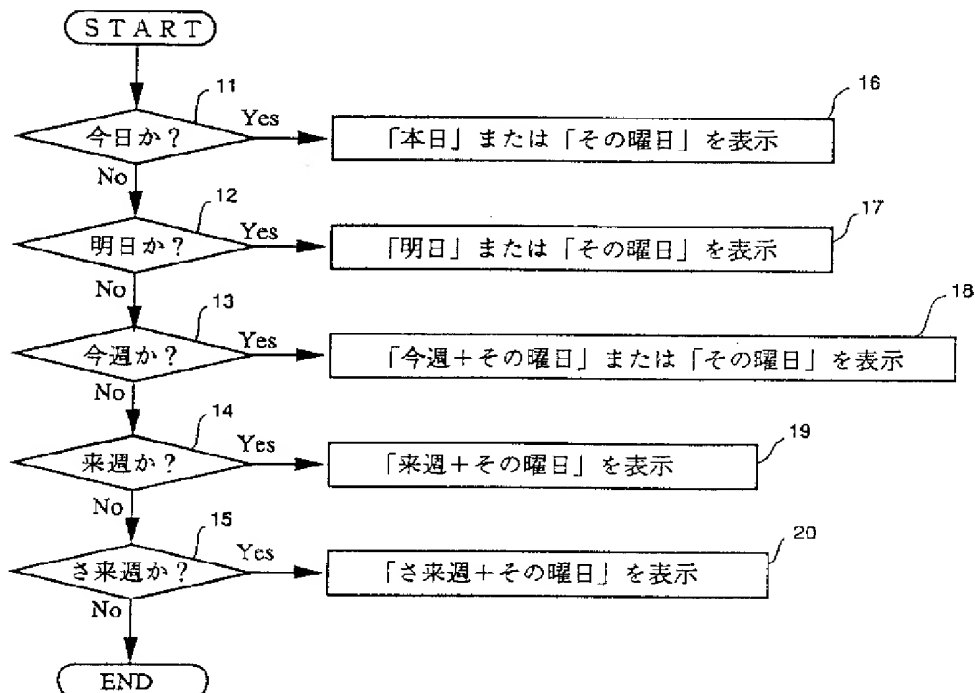 START
11
今日か?
Yes
16
「本日」または「その曜日」を表示
No
12
明日か?
Yes
17
「明日」または「その曜日」を表示
No
13
今週か?
Yes
18
「今週+その曜日」または「その曜日」を表示
No
14
来週か?
Yes
19
「来週+その曜日」を表示
No
15
さ来週か?
Yes
20
「さ来週+その曜日」を表示
No
END